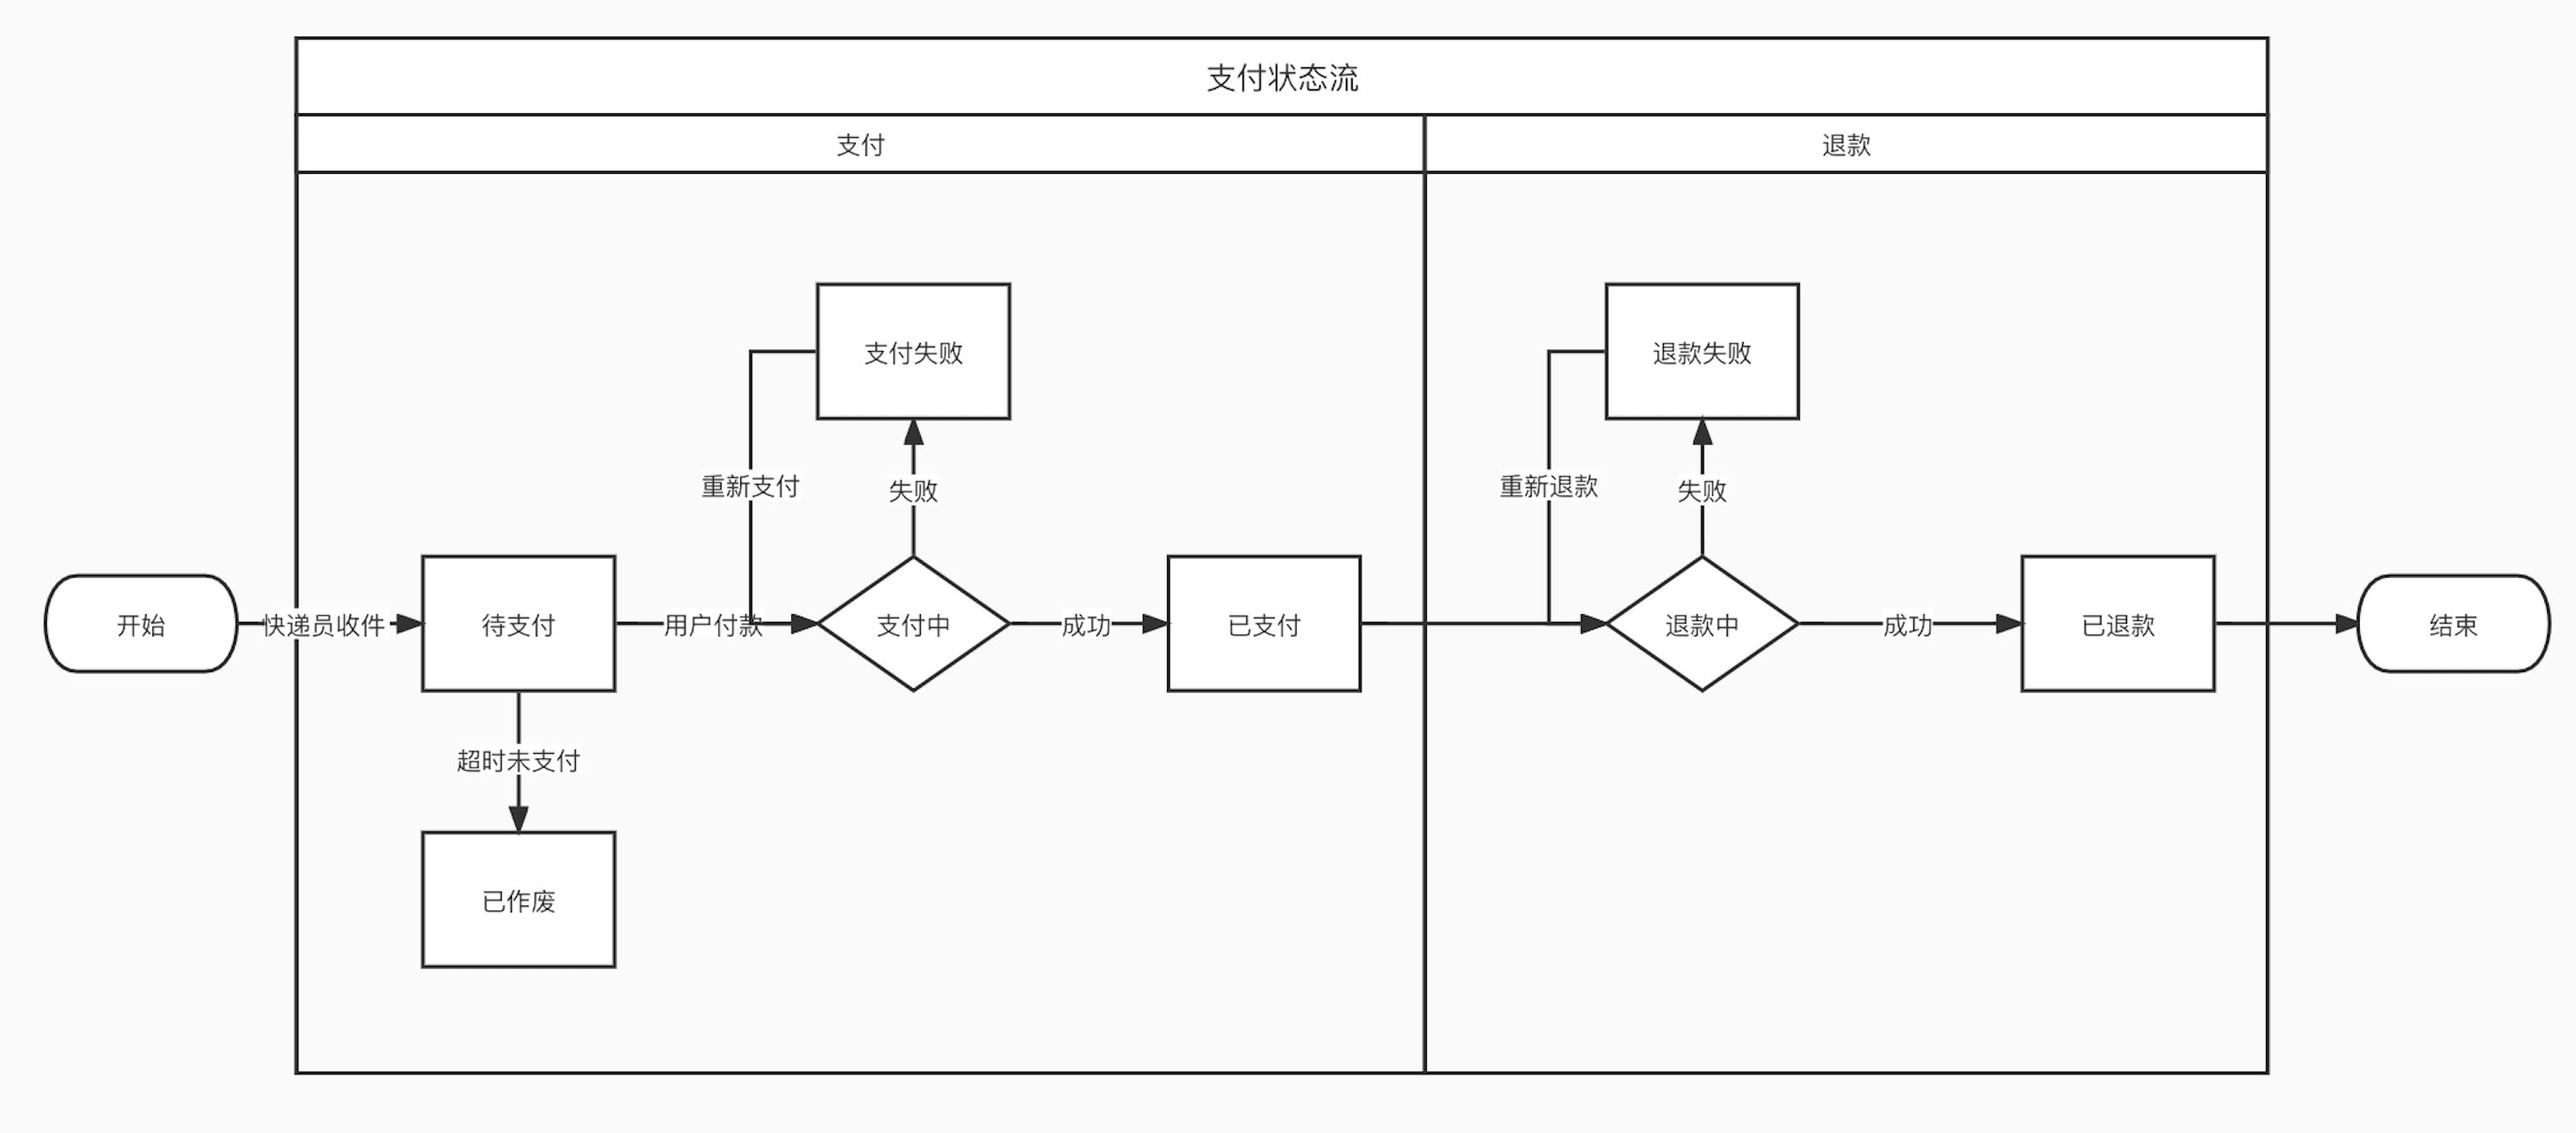 支付状态流
支付
退款
支付失败
退款失败
重新支付
失败
重新退款
失败
开始
快递员收件
待支付
用户付款
支付中
成功
已支付
退款中
成功
已退款
结束
超时未支付
已作废